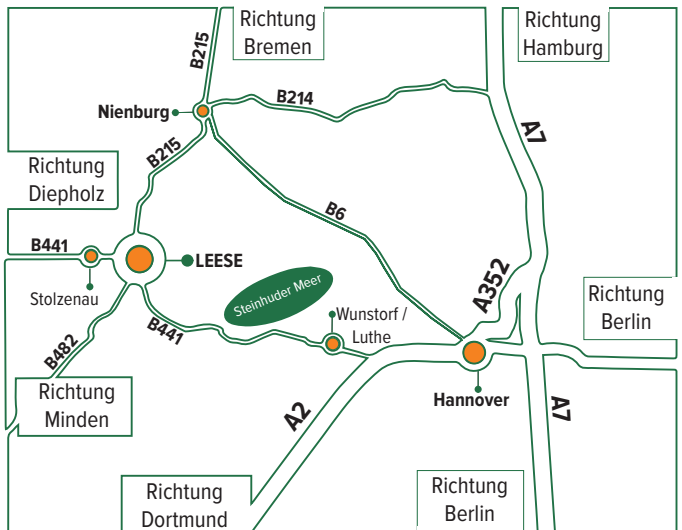 Richtung
Bremen
Richtung
Hamburg
B215
B214
Nienburg
A7
B215
Richtung
Diepholz
B6
B441
LEESE
Stolzenau
Steinhuder Meer
A352
Richtung
Berlin
Wunstorf /
Luthe
B441
B482
Hannover
Richtung
Minden
A2
A7
Richtung
Dortmund
Richtung
Berlin